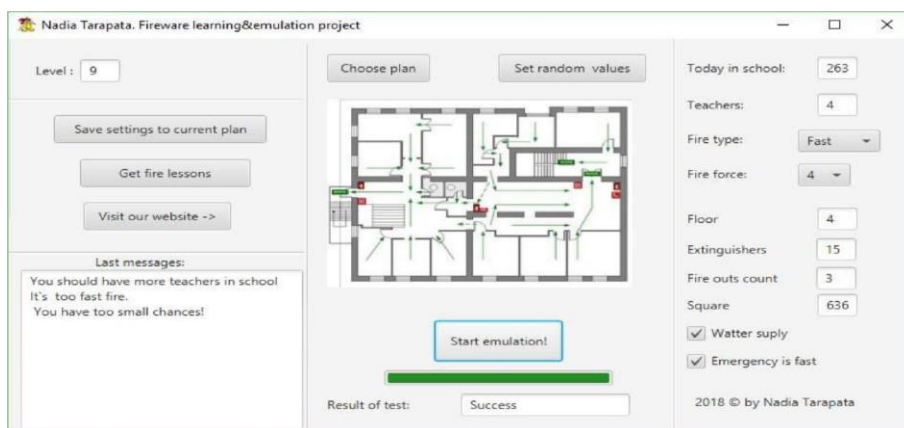 Nadia Tarapata. Fireware learning&emulation project
Level : 9
Save settings to current plan
Get fire lessons
Visit our website ->
Last messages:
You should have more teachers in school
It`s too fast fire.
You have too small chances!
Choose plan
Set random values
Start emulation!
Result of test: Success
Today in school: 263
Teachers: 4
Fire type: Fast
Fire force: 4
Floor 4
Extinguishers 15
Fire outs count 3
Square 636
Watter suply
Emergency is fast
2018 © by Nadia Tarapata